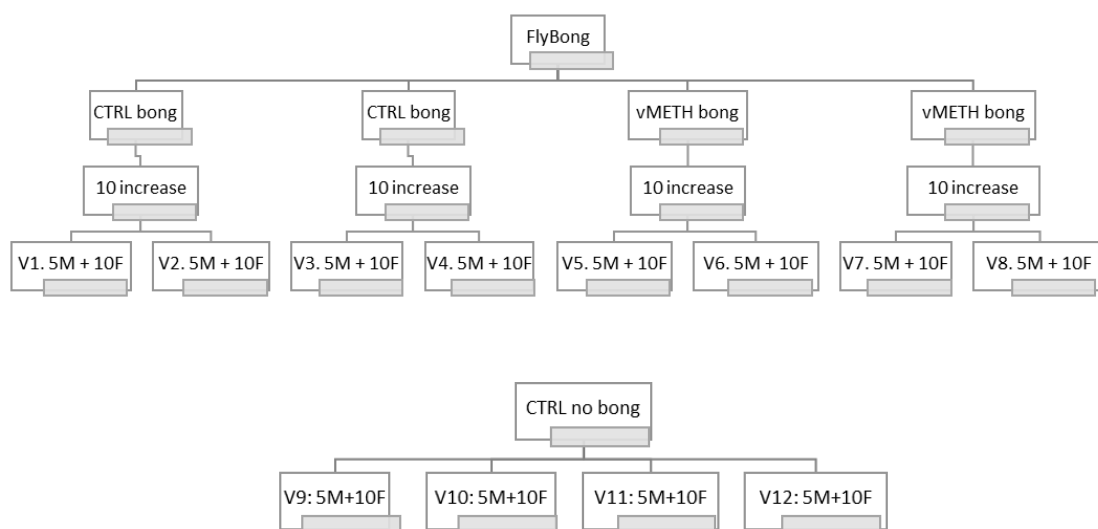 FlyBong
CTRL bong
CTRL bong
vMETH bong
vMETH bong
10 increase
10 increase
10 increase
10 increase
V1. 5M + 10F
V2. 5M + 10F
V3. 5M + 10F
V4. 5M + 10F
V5. 5M + 10F
V6. 5M + 10F
V7. 5M + 10F
V8. 5M + 10F
CTRL no bong
V9: 5M+10F
V10: 5M+10F
V11: 5M+10F
V12: 5M+10F